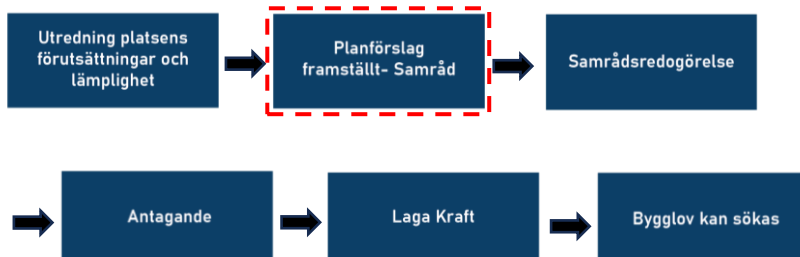 Utredning platsens
förutsättningar och
lämplighet
Planförslag
framställt- Samråd
Samrådsredogörelse
Antagande
Laga Kraft
Bygglov kan sökas